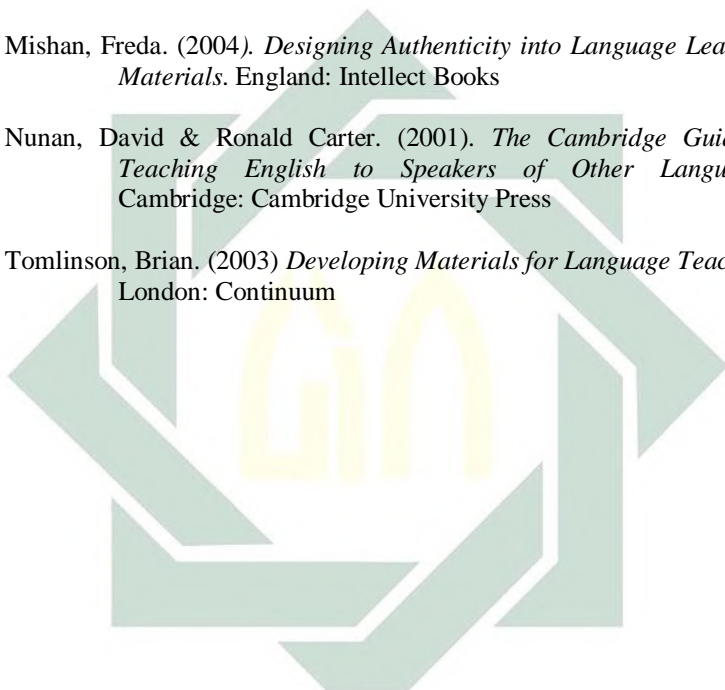 Mishan, Freda. (2004). Designing Authenticity into Language Lea
Materials. England: Intellect Books
Nunan, David & Ronald Carter. (2001). The Cambridge Gui
Teaching English to Speakers of Other Langu
Cambridge: Cambridge University Press
Tomlinson, Brian. (2003) Developing Materials for Language Teac
London: Continuum